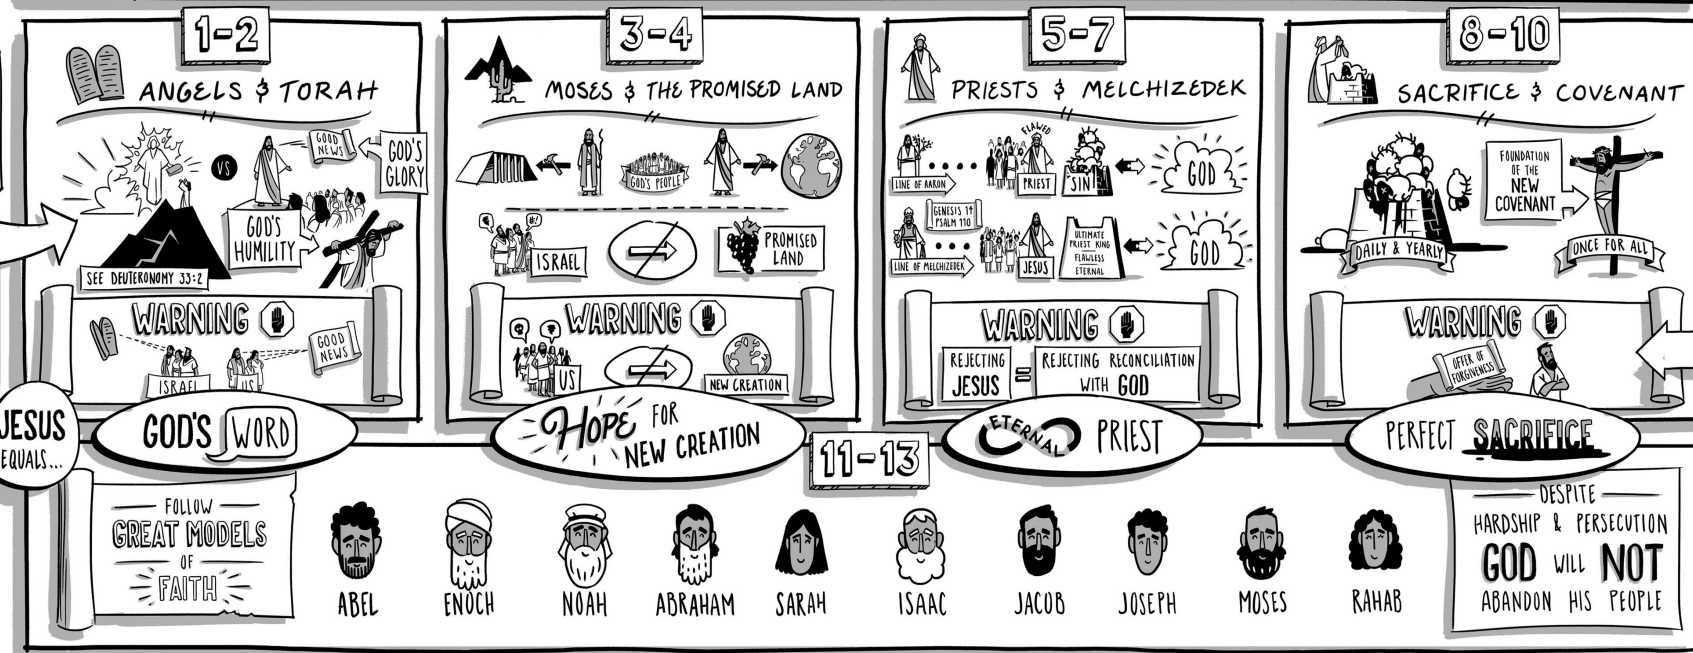 1-2
ANGELS & TORAH
VS
GOOD
NEWS
GOD'S
GLORY
GOD'S
HUMILITY
SEE DEUTERONOMY 33:2
WARNING
ISRAEL
US
GOOD
NEWS
3-4
MOSES & THE PROMISED LAND
GOD'S PEOPLE
#!
ISRAEL
PROMISED
LAND
WARNING
US
NEW CREATION
5-7
PRIESTS & MELCHIZEDEK
LINE OF AARON
FLAWED
PRIEST
SIN
GOD
GENESIS 14
PSALM 110
LINE OF MELCHIZEDEK
JESUS
ULTIMATE
PRIEST KING
FLAWLESS
ETERNAL
GOD
WARNING
REJECTING
JESUS
=
REJECTING RECONCILIATION
WITH GOD
8-10
SACRIFICE & COVENANT
DAILY & YEARLY
FOUNDATION
OF THE
NEW
COVENANT
ONCE FOR ALL
WARNING
OFFER OF
FORGIVENESS
JESUS
EQUALS...
GOD'S WORD
HOPE FOR
NEW CREATION
ETERNAL PRIEST
PERFECT SACRIFICE
11-13
FOLLOW
GREAT MODELS
OF
FAITH
ABEL
ENOCH
NOAH
ABRAHAM
SARAH
ISAAC
JACOB
JOSEPH
MOSES
RAHAB
DESPITE
HARDSHIP & PERSECUTION
GOD WILL NOT
ABANDON HIS PEOPLE